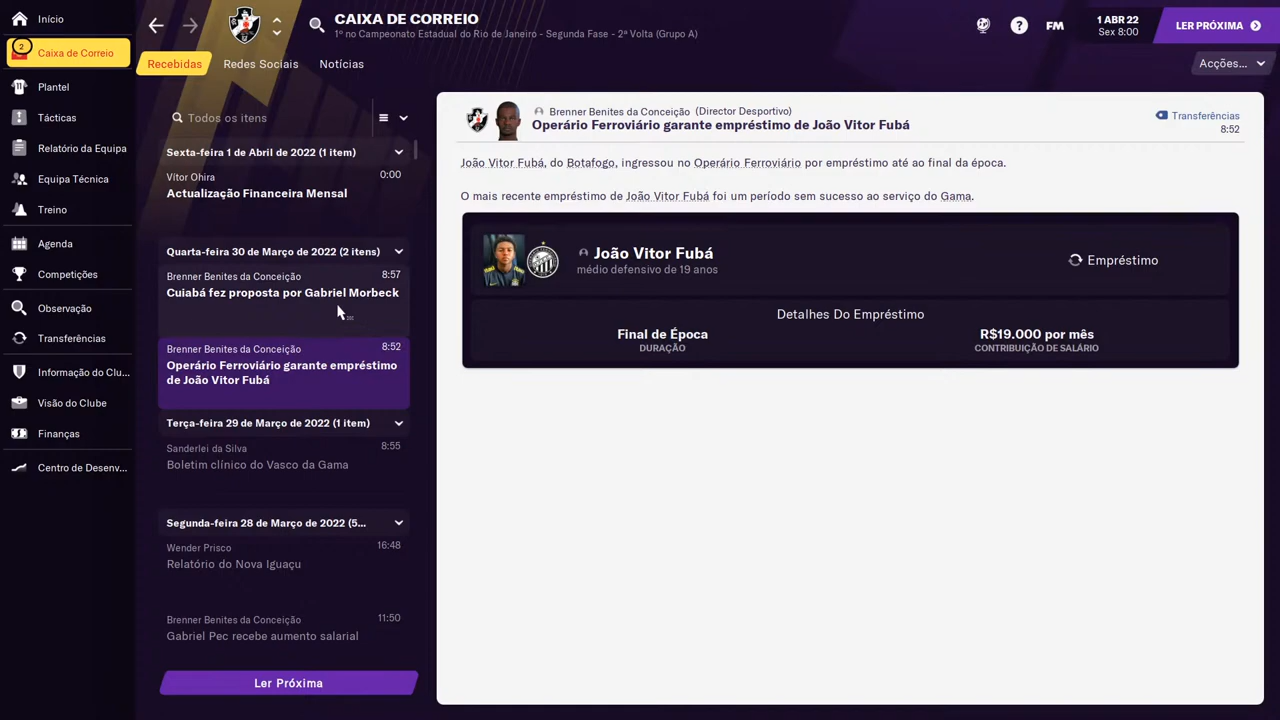 Início
2
Caixa de Correio
Plantel
Tácticas
Relatório da Equipa
Equipa Técnica
Treino
Agenda
Competições
Observação
Transferências
Informação do Clu...
Visão do Clube
Finanças
Centro de Desenv...
CAIXA DE CORREIO
1º no Campeonato Estadual do Rio de Janeiro - Segunda Fase - 2ª Volta (Grupo A)
?
FM
1 ABR 22
Sex 8:00
LER PRÓXIMA
Recebidas
Redes Sociais
Notícias
Acções...
Todos os itens
Sexta-feira 1 de Abril de 2022 (1 item)
Vítor Ohira
0:00
Actualização Financeira Mensal
Quarta-feira 30 de Março de 2022 (2 itens)
Brenner Benites da Conceição
8:57
Cuiabá fez proposta por Gabriel Morbeck
Brenner Benites da Conceição
8:52
Operário Ferroviário garante empréstimo
de João Vitor Fubá
Terça-feira 29 de Março de 2022 (1 item)
Sanderlei da Silva
8:55
Boletim clínico do Vasco da Gama
Segunda-feira 28 de Março de 2022 (5...
Wender Prisco
16:48
Relatório do Nova Iguaçu
Brenner Benites da Conceição
11:50
Gabriel Pec recebe aumento salarial
Ler Próxima
Brenner Benites da Conceição (Director Desportivo)
Operário Ferroviário garante empréstimo de João Vitor Fubá
Transferências
8:52
João Vitor Fubá, do Botafogo, ingressou no Operário Ferroviário por empréstimo até ao final da época.
O mais recente empréstimo de João Vitor Fubá foi um período sem sucesso ao serviço do Gama.
João Vitor Fubá
médio defensivo de 19 anos
Empréstimo
Detalhes Do Empréstimo
Final de Época
DURAÇÃO
R$19.000 por mês
CONTRIBUIÇÃO DE SALÁRIO